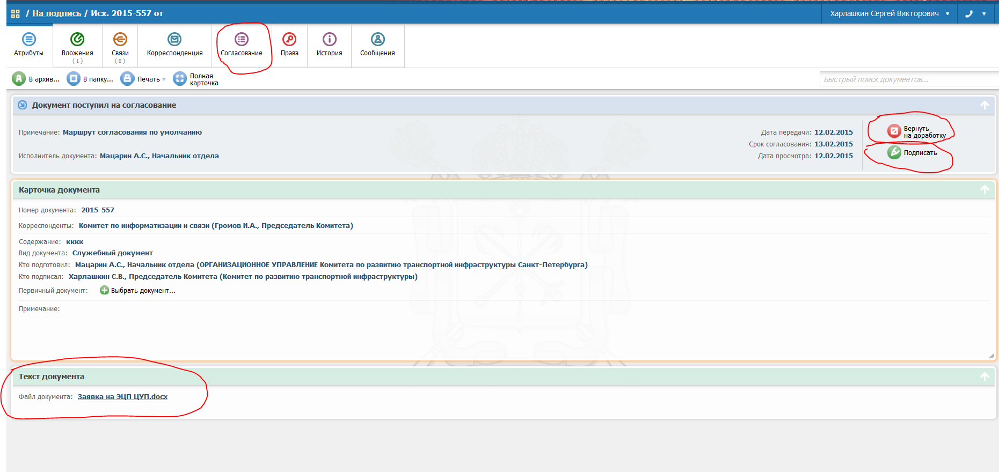 / На подпись / Исх. 2015-557 от
Харлашкин Сергей Викторович
Атрибуты
Вложения
( 1 )
Связи
( 0 )
Корреспонденция
Согласование
Права
История
Сообщения
В архив...
В папку...
Печать
Полная
карточка
Быстрый поиск документов...
Документ поступил на согласование
Примечание: Маршрут согласования по умолчанию
Исполнитель документа: Мацарин А.С., Начальник отдела
Дата передачи: 12.02.2015
Срок согласования: 13.02.2015
Дата просмотра: 12.02.2015
Вернуть
на доработку
Подписать
Карточка документа
Номер документа: 2015-557
Корреспонденты: Комитет по информатизации и связи (Громов И.А., Председатель Комитета)
Содержание: кккк
Вид документа: Служебный документ
Кто подготовил: Мацарин А.С., Начальник отдела (ОРГАНИЗАЦИОННОЕ УПРАВЛЕНИЕ Комитета по развитию транспортной инфраструктуры Санкт-Петербурга)
Кто подписал: Харлашкин С.В., Председатель Комитета (Комитет по развитию транспортной инфраструктуры)
Первичный документ: Выбрать документ...
Примечание:
Текст документа
Файл документа: Заявка на ЭЦП ЦУП.docx